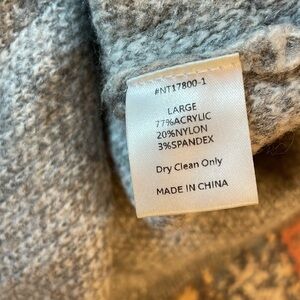 #NT17800-1
LARGE
77%ACRYLIC
20%NYLON
3%SPANDEX
Dry Clean Only
MADE IN CHINA